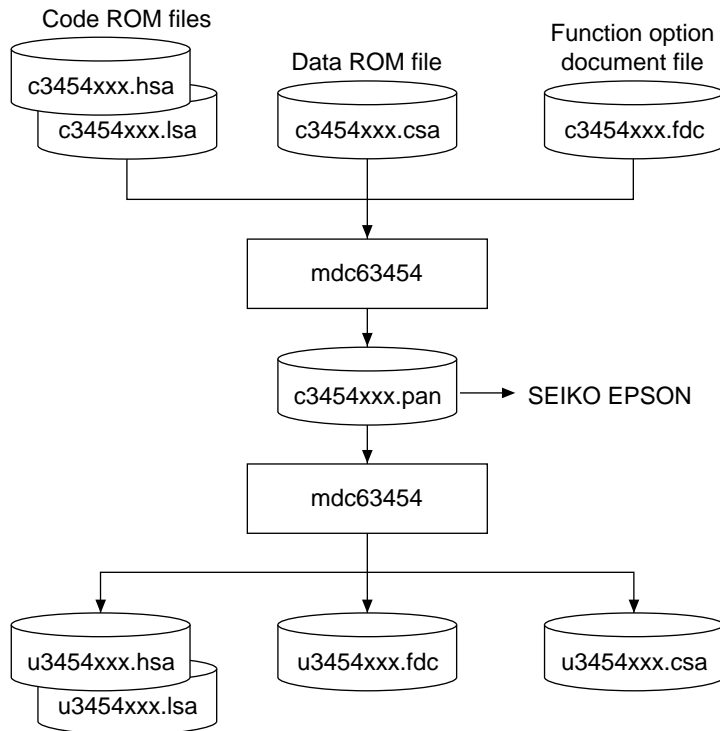 Code ROM files
c3454xxx.hsa
c3454xxx.lsa
Data ROM file
c3454xxx.csa
Function option
document file
c3454xxx.fdc
mdc63454
c3454xxx.pan
SEIKO EPSON
mdc63454
u3454xxx.hsa
u3454xxx.lsa
u3454xxx.fdc
u3454xxx.csa